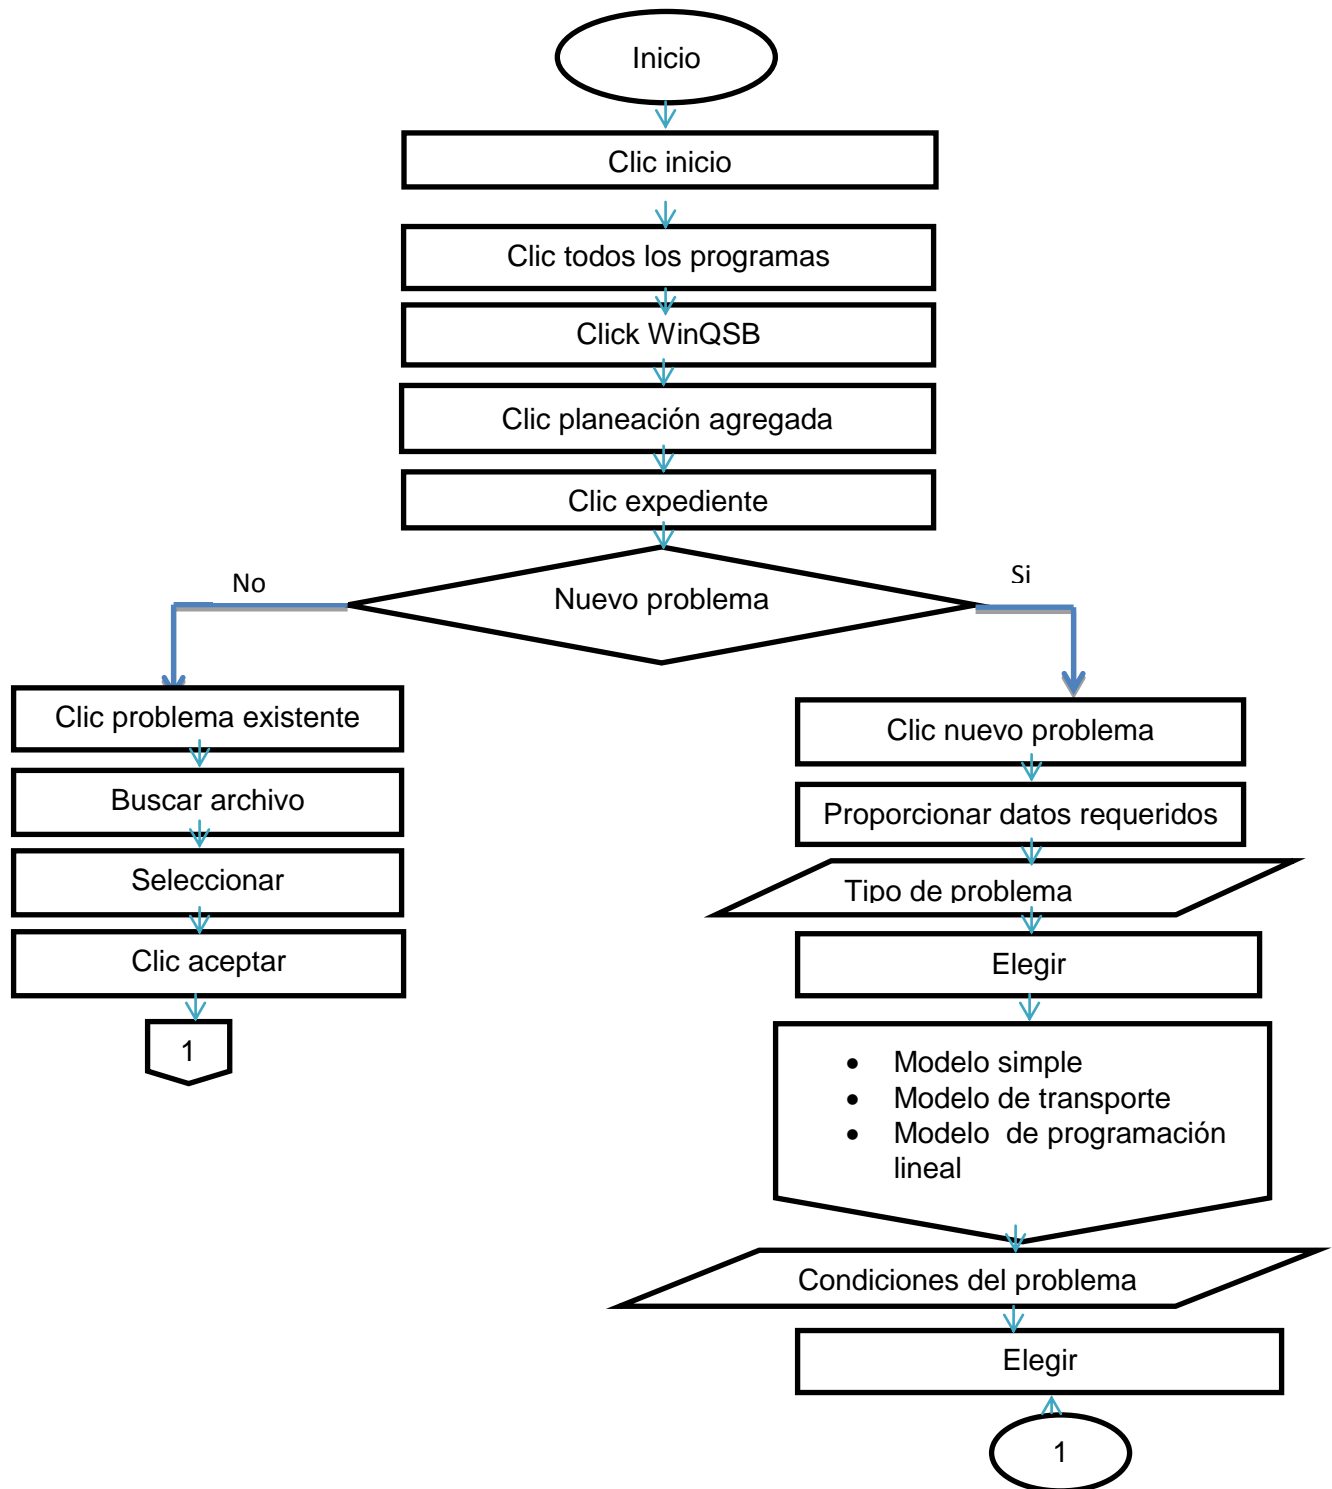 Inicio
Clic inicio
Clic todos los programas
Click WinQSB
Clic planeación agregada
Clic expediente
Nuevo problema
No
Si
Clic problema existente
Buscar archivo
Seleccionar
Clic aceptar
1
Clic nuevo problema
Proporcionar datos requeridos
Tipo de problema
Elegir
• Modelo simple
• Modelo de transporte
• Modelo de programación
lineal
Condiciones del problema
Elegir
1